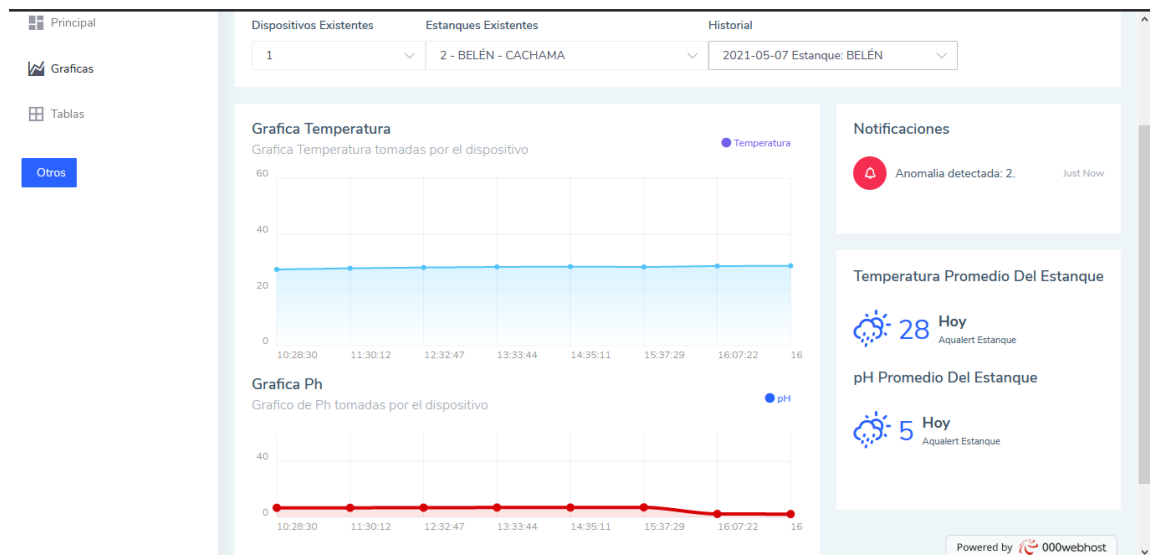 Principal
Graficas
Tablas
Otros
Dispositivos Existentes
Estanques Existentes
Historial
1
2 - BELÉN - CACHAMA
2021-05-07 Estanque: BELÉN
Grafica Temperatura
Grafica Temperatura tomadas por el dispositivo
Temperatura
60
40
20
0
10:28:30 11:30:12 12:32:47 13:33:44 14:35:11 15:37:29 16:07:22 16
Grafica Ph
Grafico de Ph tomadas por el dispositivo
pH
40
0
10:28:30 11:30:12 12:32:47 13:33:44 14:35:11 15:37:29 16:07:22 16
Notificaciones
Anomalia detectada: 2.
Just Now
Temperatura Promedio Del Estanque
28 Hoy
Aqualert Estanque
pH Promedio Del Estanque
5 Hoy
Aqualert Estanque
Powered by 000webhost